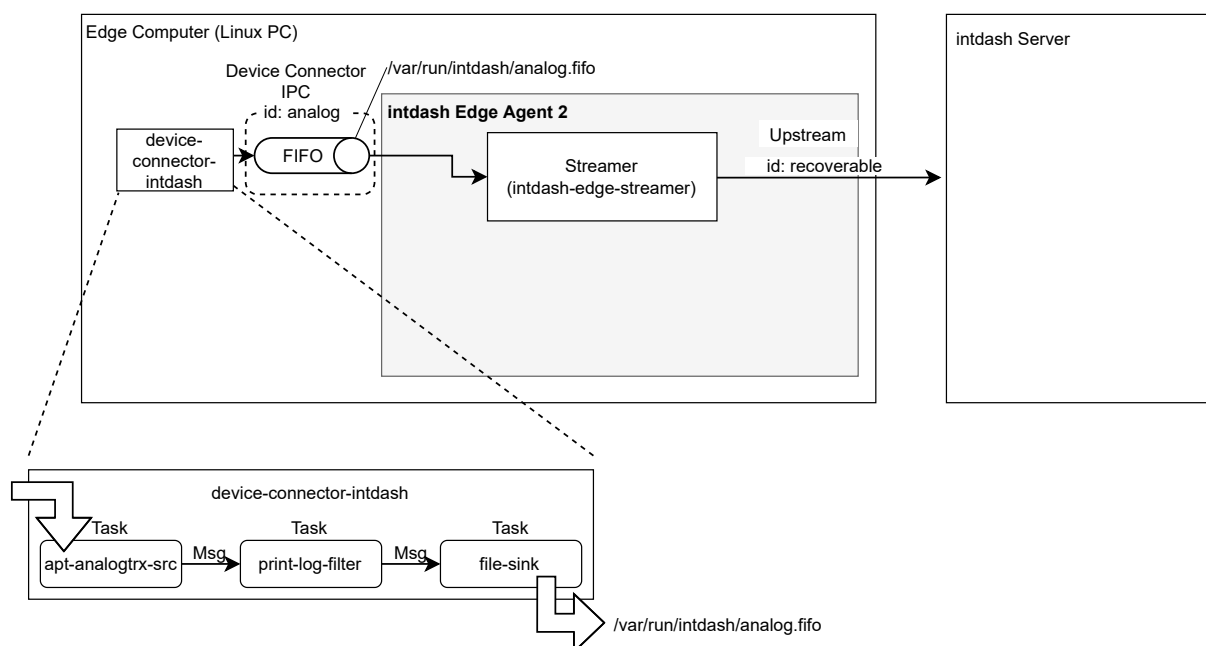 Edge Computer (Linux PC)
intdash Server
Device Connector
IPC
id: analog
/var/run/intdash/analog.fifo
intdash Edge Agent 2
device-
connector-
intdash
FIFO
Streamer
(intdash-edge-streamer)
Upstream
id: recoverable
device-connector-intdash
Task
Task
Task
apt-analogtrx-src
Msg
print-log-filter
Msg
file-sink
/var/run/intdash/analog.fifo